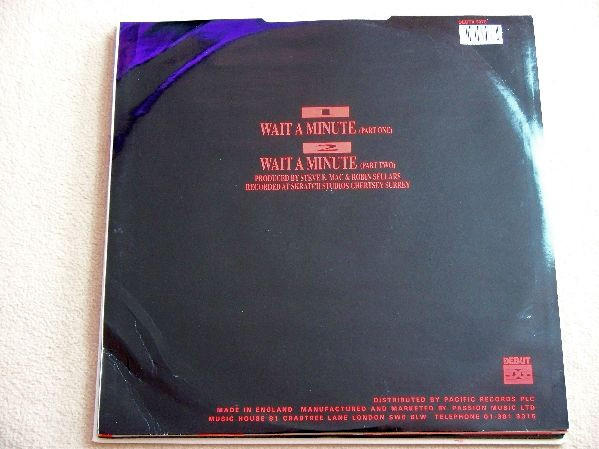 1
WAIT A MINUTE (PART ONE)
2
WAIT A MINUTE (PART TWO)
PRODUCED BY STEVE R. MAC & ROBIN SELLARS
RECORDED AT SKRATCH STUDIOS CHERTSEY SURREY
DEBUT
DISTRIBUTED BY PACIFIC RECORDS PLC
MADE IN ENGLAND MANUFACTURED AND MARKETED BY PASSION MUSIC LTD
MUSIC HOUSE 81 CRABTREE LANE LONDON SW6 6LW TELEPHONE 01-381